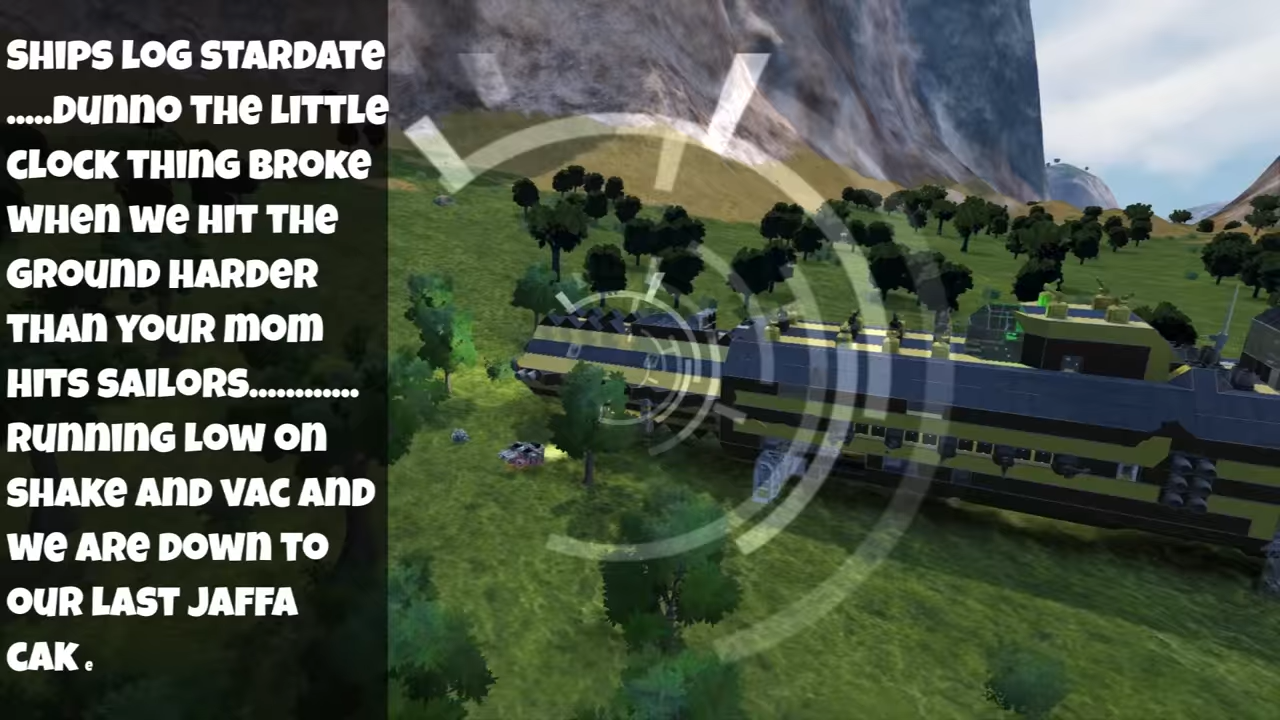 SHIPS LOG STARDATE
.....DUNNO THE LITTLE
CLOCK THING BROKE
WHEN WE HIT THE
GROUND HARDER
THAN YOUR MOM
HITS SAILORS............
RUNNING LOW ON
SHAKE AND VAC AND
WE ARE DOWN TO
OUR LAST JAFFA
CAKe